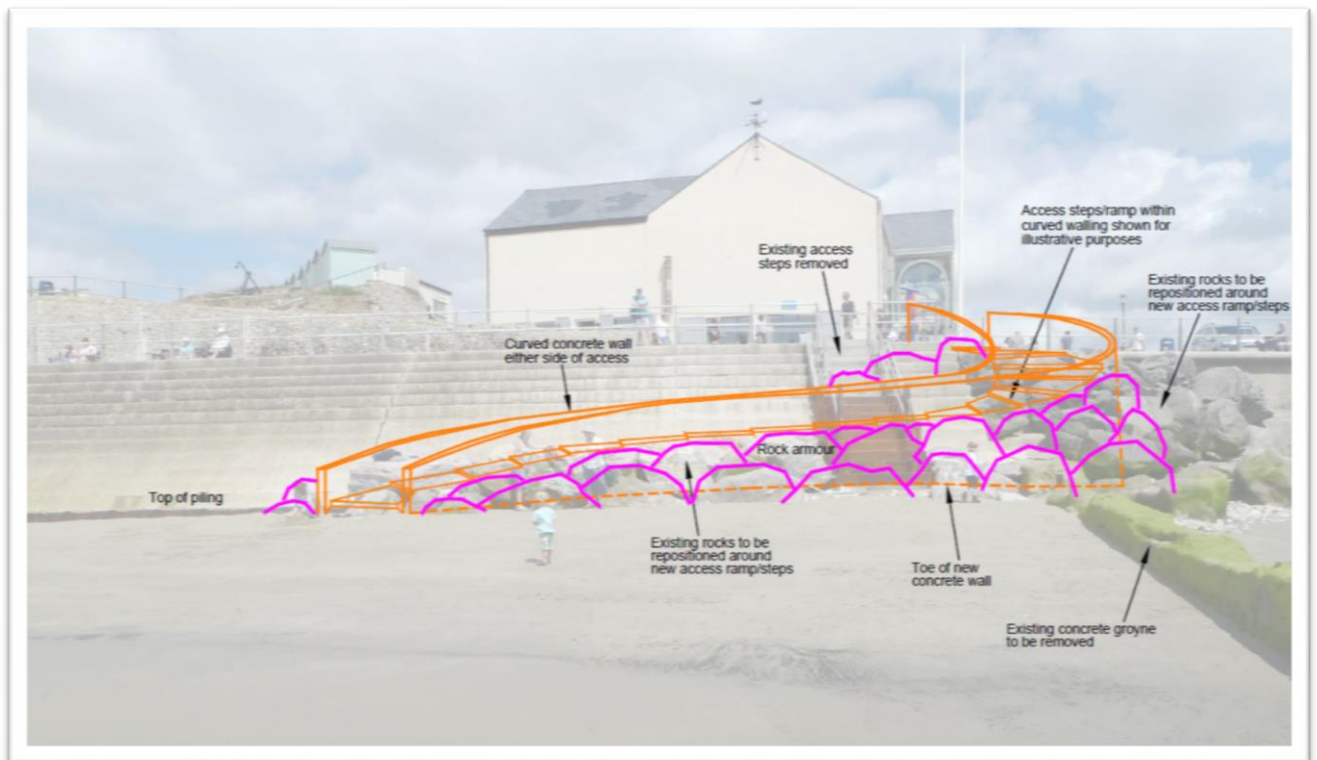 Access steps/ramp within
curved walling shown for
illustrative purposes
Existing access
steps removed
Existing rocks to be
repositioned around
new access ramp/steps
Curved concrete wall
either side of access
Rock armour
Top of piling
Existing rocks to be
repositioned around
new access ramp/steps
Toe of new
concrete wall
Existing concrete groyne
to be removed